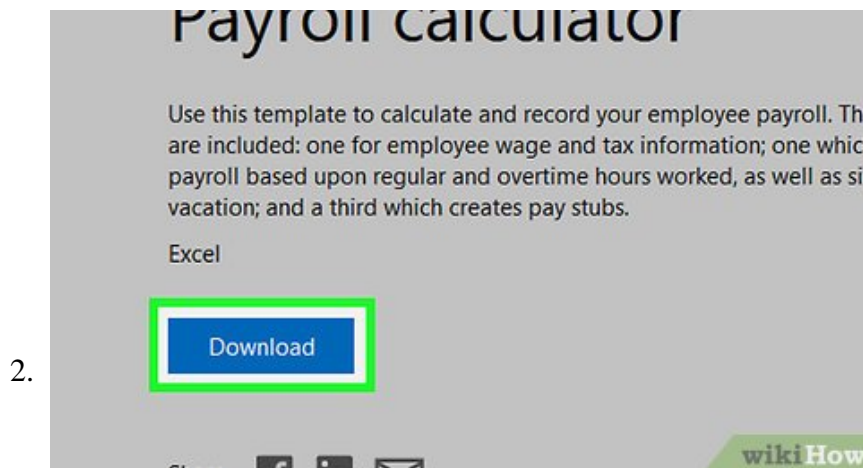 Payroll calculator
Use this template to calculate and record your employee payroll. Th
are included: one for employee wage and tax information; one whic
payroll based upon regular and overtime hours worked, as well as si
vacation; and a third which creates pay stubs.
Excel
Download
2.
wikiHow